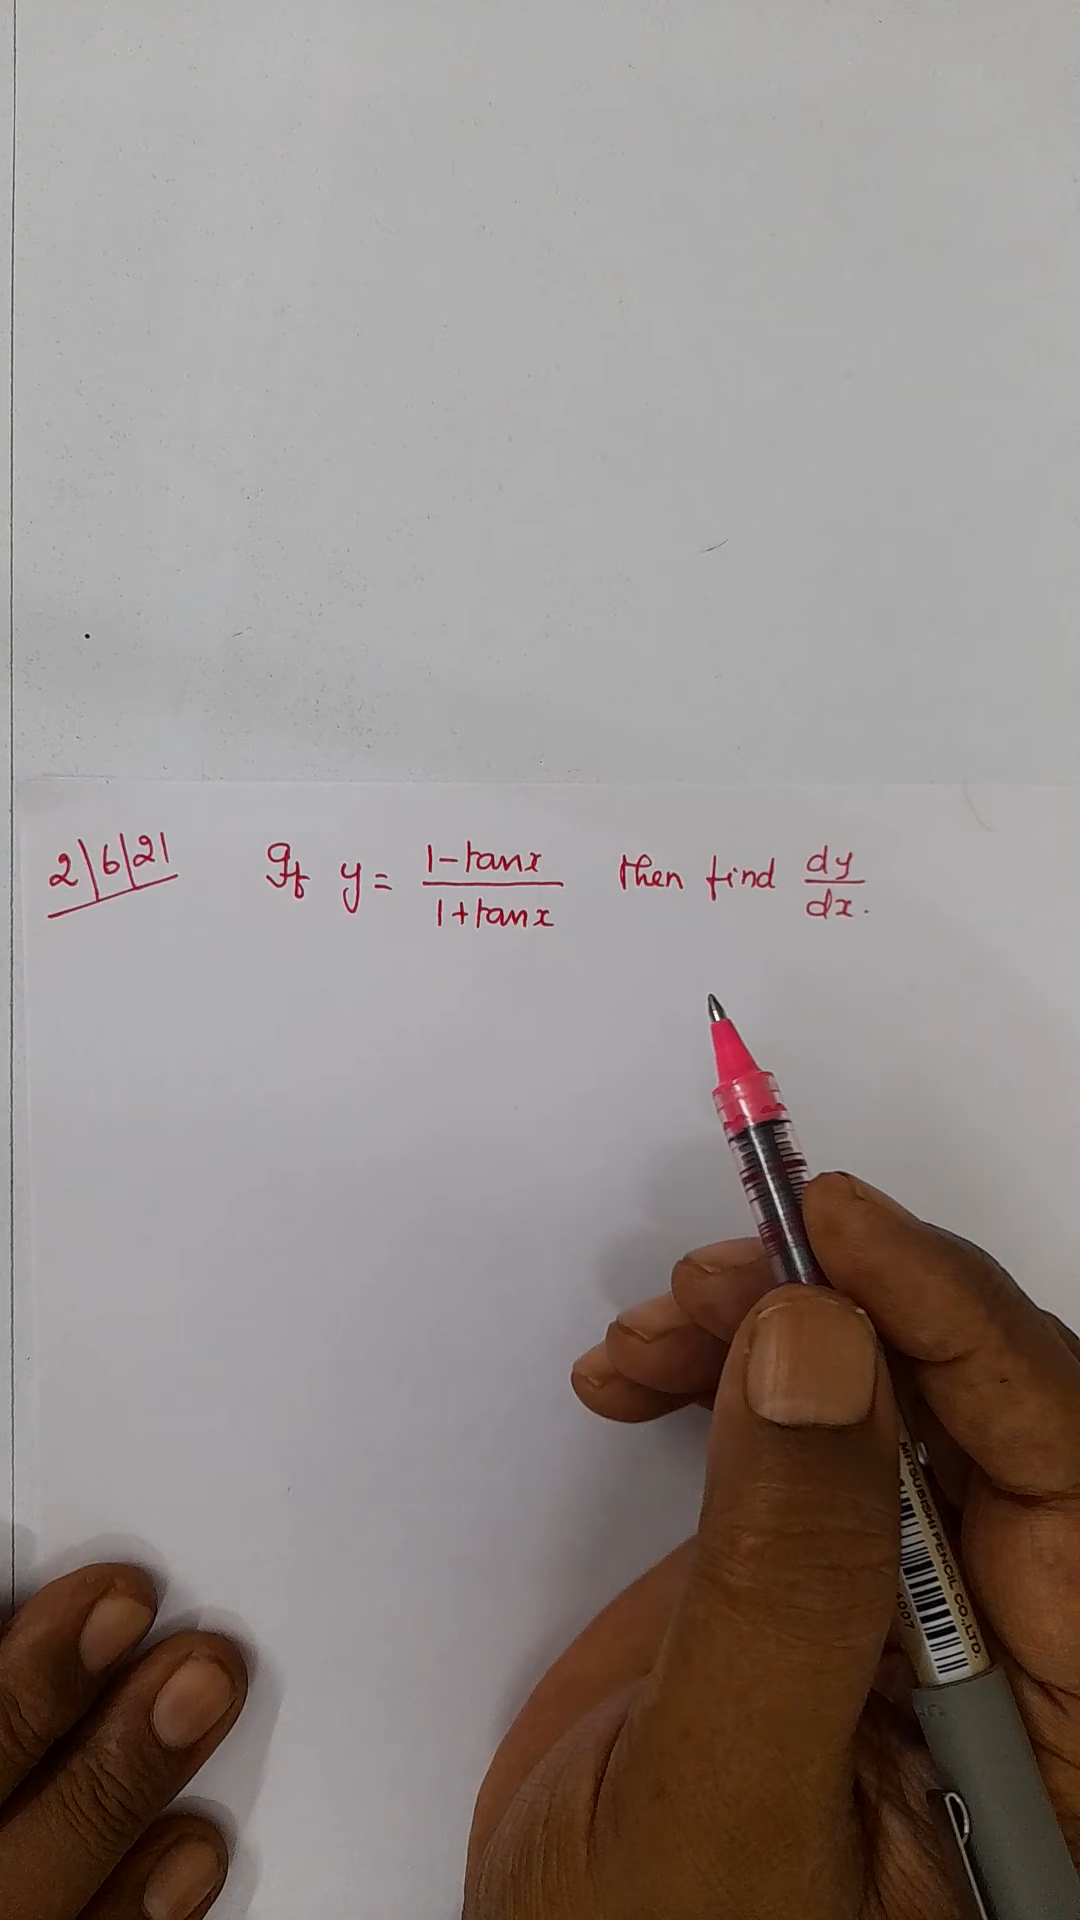 2|6|21 If y = (1-tanx)/(1+tanx) then find dy/dx.
MITSUBISHI PENCIL CO.,LTD.